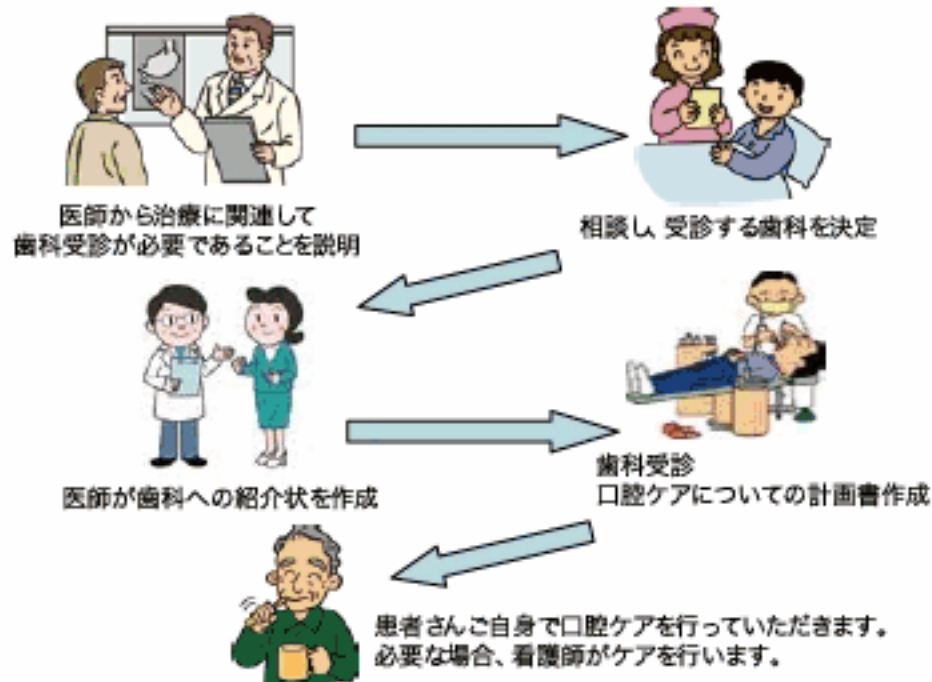 医師から治療に関連して
歯科受診が必要であることを説明
相談し、受診する歯科を決定
医師が歯科への紹介状を作成
歯科受診
口腔ケアについての計画書作成
患者さんご自身で口腔ケアを行っていただきます。
必要な場合、看護師がケアを行います。